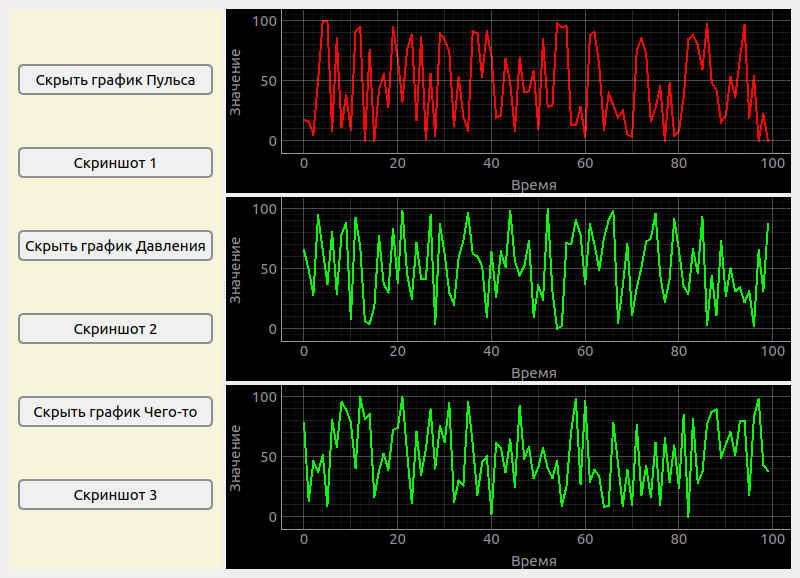 Скрыть график Пульса
Скриншот 1
Скрыть график Давления
Скриншот 2
Скрыть график Чего-то
Скриншот 3
100
50
0
Значение
0 20 40 60 80 100
Время
100
50
0
Значение
0 20 40 60 80 100
Время
100
50
0
Значение
0 20 40 60 80 100
Время